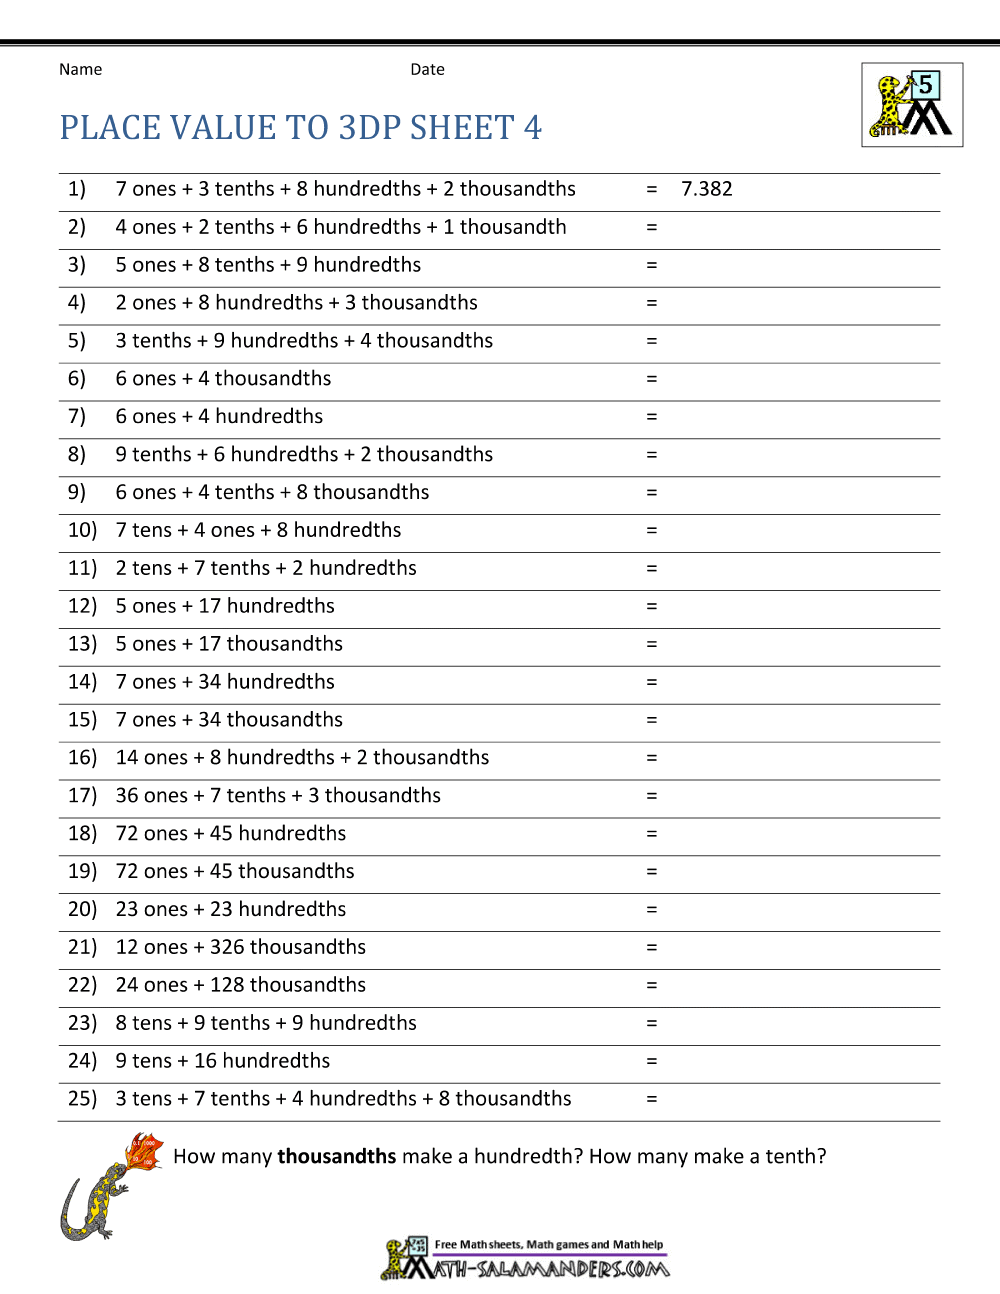 Name Date
5
PLACE VALUE TO 3DP SHEET 4
1) 7 ones + 3 tenths + 8 hundredths + 2 thousandths = 7.382
2) 4 ones + 2 tenths + 6 hundredths + 1 thousandth =
3) 5 ones + 8 tenths + 9 hundredths =
4) 2 ones + 8 hundredths + 3 thousandths =
5) 3 tenths + 9 hundredths + 4 thousandths =
6) 6 ones + 4 thousandths =
7) 6 ones + 4 hundredths =
8) 9 tenths + 6 hundredths + 2 thousandths =
9) 6 ones + 4 tenths + 8 thousandths =
10) 7 tens + 4 ones + 8 hundredths =
11) 2 tens + 7 tenths + 2 hundredths =
12) 5 ones + 17 hundredths =
13) 5 ones + 17 thousandths =
14) 7 ones + 34 hundredths =
15) 7 ones + 34 thousandths =
16) 14 ones + 8 hundredths + 2 thousandths =
17) 36 ones + 7 tenths + 3 thousandths =
18) 72 ones + 45 hundredths =
19) 72 ones + 45 thousandths =
20) 23 ones + 23 hundredths =
21) 12 ones + 326 thousandths =
22) 24 ones + 128 thousandths =
23) 8 tens + 9 tenths + 9 hundredths =
24) 9 tens + 16 hundredths =
25) 3 tens + 7 tenths + 4 hundredths + 8 thousandths =
How many thousandths make a hundredth? How many make a tenth?
Free Math sheets, Math games and Math help
MATH-SALAMANDERS.COM